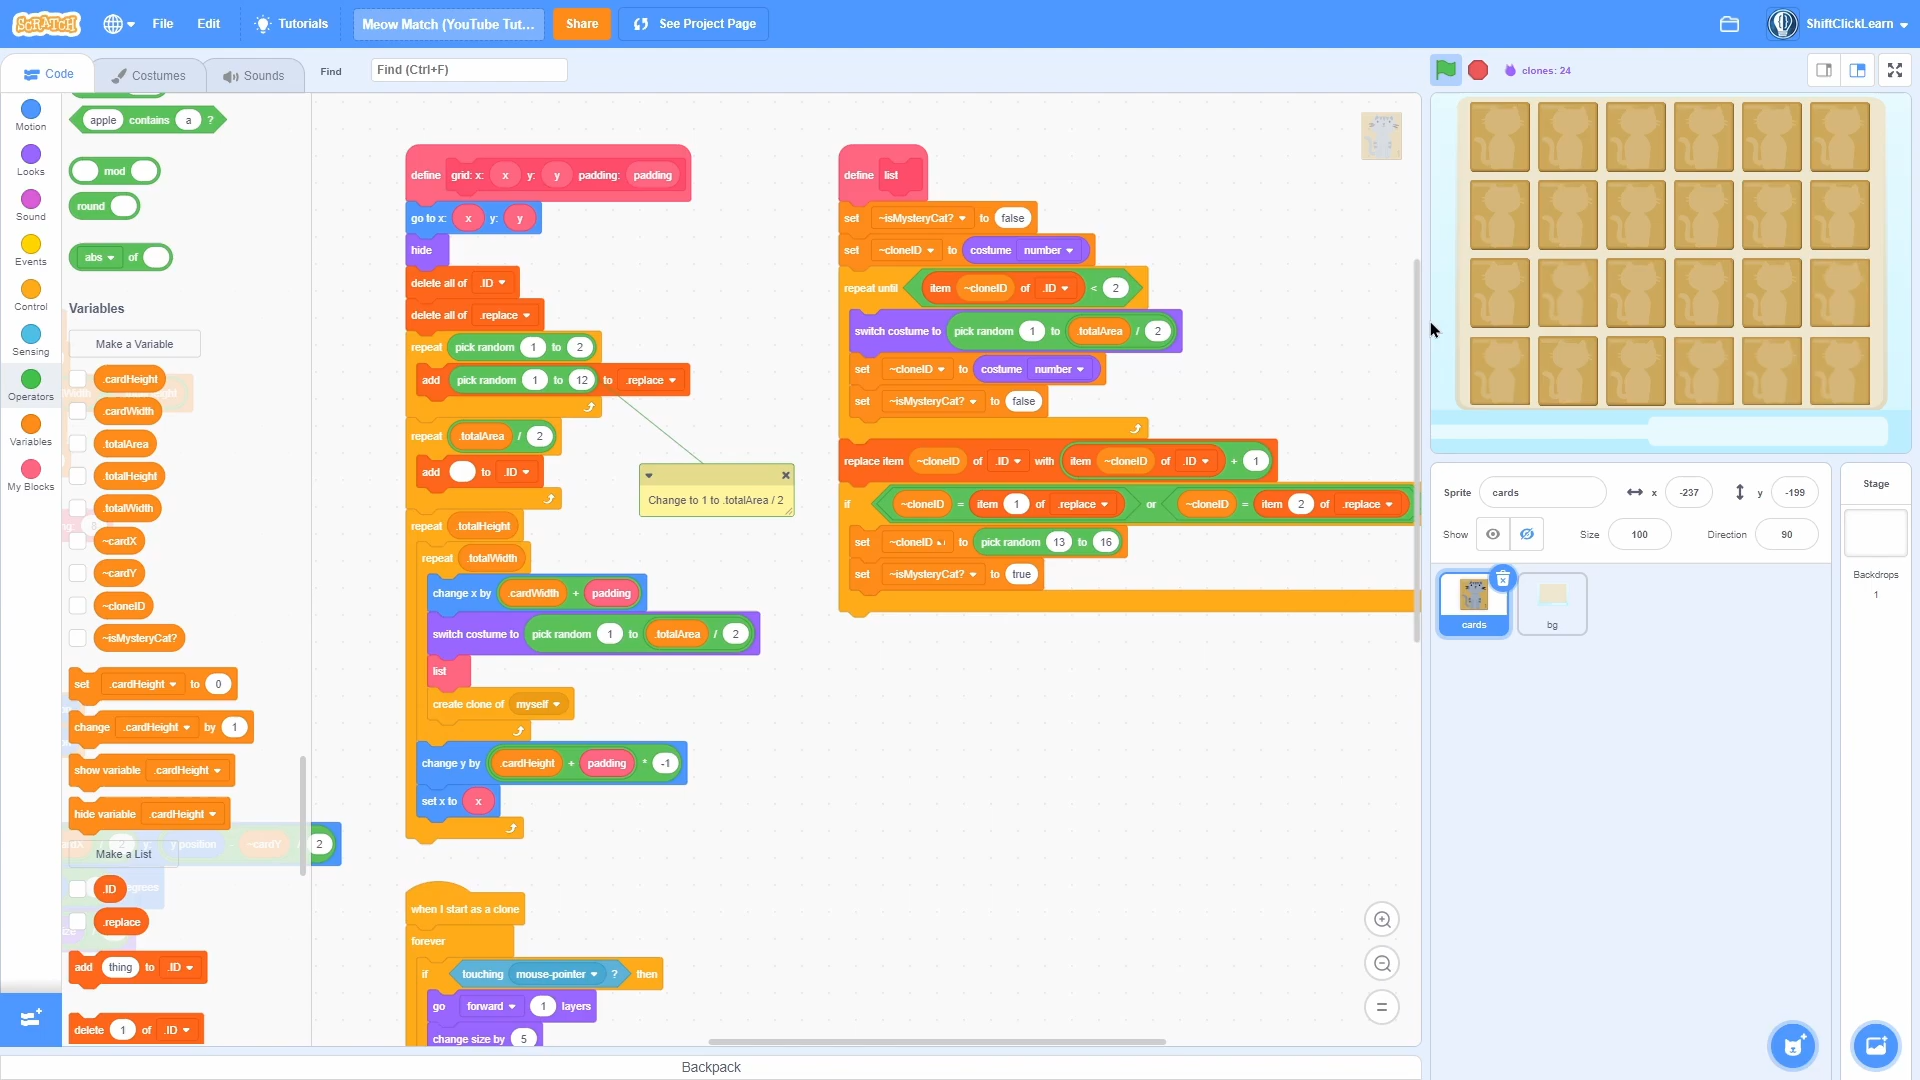 SCRATCH
File Edit Tutorials Meow Match (YouTube Tut... Share See Project Page ShiftClickLearn
Code Costumes Sounds Find Find (Ctrl+F) clones: 24
Motion
Looks
Sound
Events
Control
Sensing
Operators
Variables
My Blocks
apple contains a ?
mod
round
abs of
Variables
Make a Variable
.cardHeight
.cardWidth
.totalArea
.totalHeight
.totalWidth
~cardX
~cardY
~cloneID
~isMysteryCat?
set .cardHeight to 0
change .cardHeight by 1
show variable .cardHeight
hide variable .cardHeight
y position - ~cardY 2
Make a List
.ID
.replace
add thing to .ID
delete 1 of .ID
define grid: x: x y: y padding: padding
go to x: x y: y
hide
delete all of .ID
delete all of .replace
repeat pick random 1 to 2
add pick random 1 to 12 to .replace
repeat .totalArea / 2
add to .ID
repeat .totalHeight
repeat .totalWidth
change x by .cardWidth + padding
switch costume to pick random 1 to .totalArea / 2
list
create clone of myself
change y by .cardHeight + padding * -1
set x to x
Change to 1 to .totalArea / 2
when I start as a clone
forever
if touching mouse-pointer ? then
go forward 1 layers
change size by 5
define list
set ~isMysteryCat? to false
set ~cloneID to costume number
repeat until item ~cloneID of .ID < 2
switch costume to pick random 1 to .totalArea / 2
set ~cloneID to costume number
set ~isMysteryCat? to false
replace item ~cloneID of .ID with item ~cloneID of .ID + 1
if ~cloneID = item 1 of .replace or ~cloneID = item 2 of .replace
set ~cloneID to pick random 13 to 16
set ~isMysteryCat? to true
Sprite cards x -237 y -199
Show Size 100 Direction 90
cards bg
Stage
Backdrops
1
Backpack